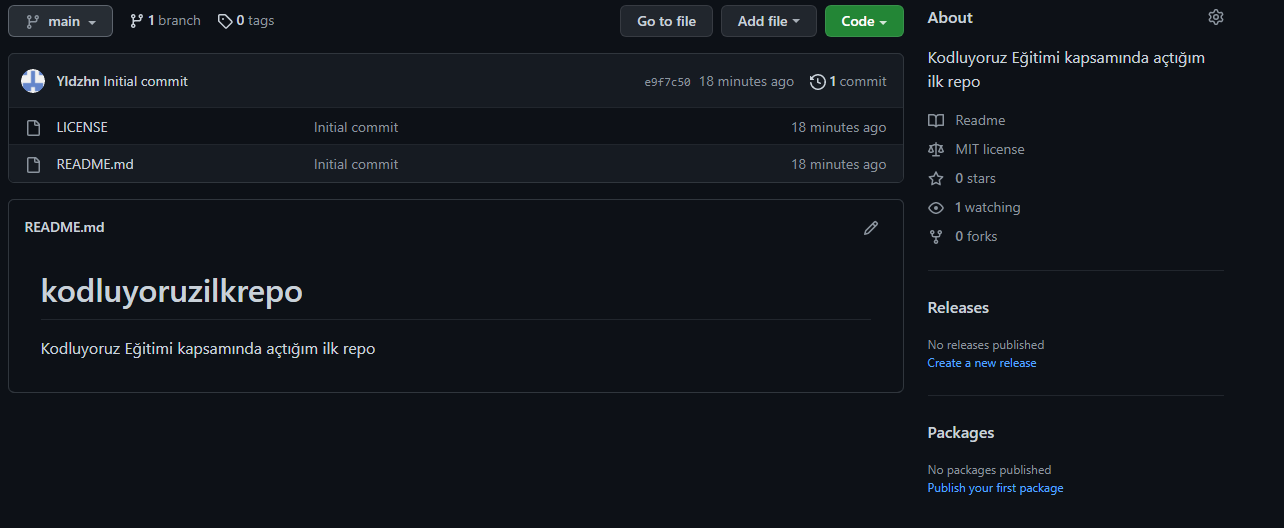 main 1 branch 0 tags Go to file Add file Code
Yldzhn Initial commit e9f7c50 18 minutes ago 1 commit
LICENSE Initial commit 18 minutes ago
README.md Initial commit 18 minutes ago
README.md
kodluyoruzilkrepo
Kodluyoruz Eğitimi kapsamında açtığım ilk repo
About
Kodluyoruz Eğitimi kapsamında açtığım
ilk repo
Readme
MIT license
0 stars
1 watching
0 forks
Releases
No releases published
Create a new release
Packages
No packages published
Publish your first package